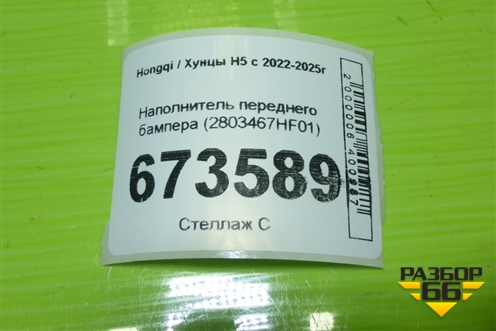 Hongqi / Хунцы H5 с 2022-2025г
Наполнитель переднего
бампера (2803467HF01)
673589
Стеллаж С
РАЗБОР
66